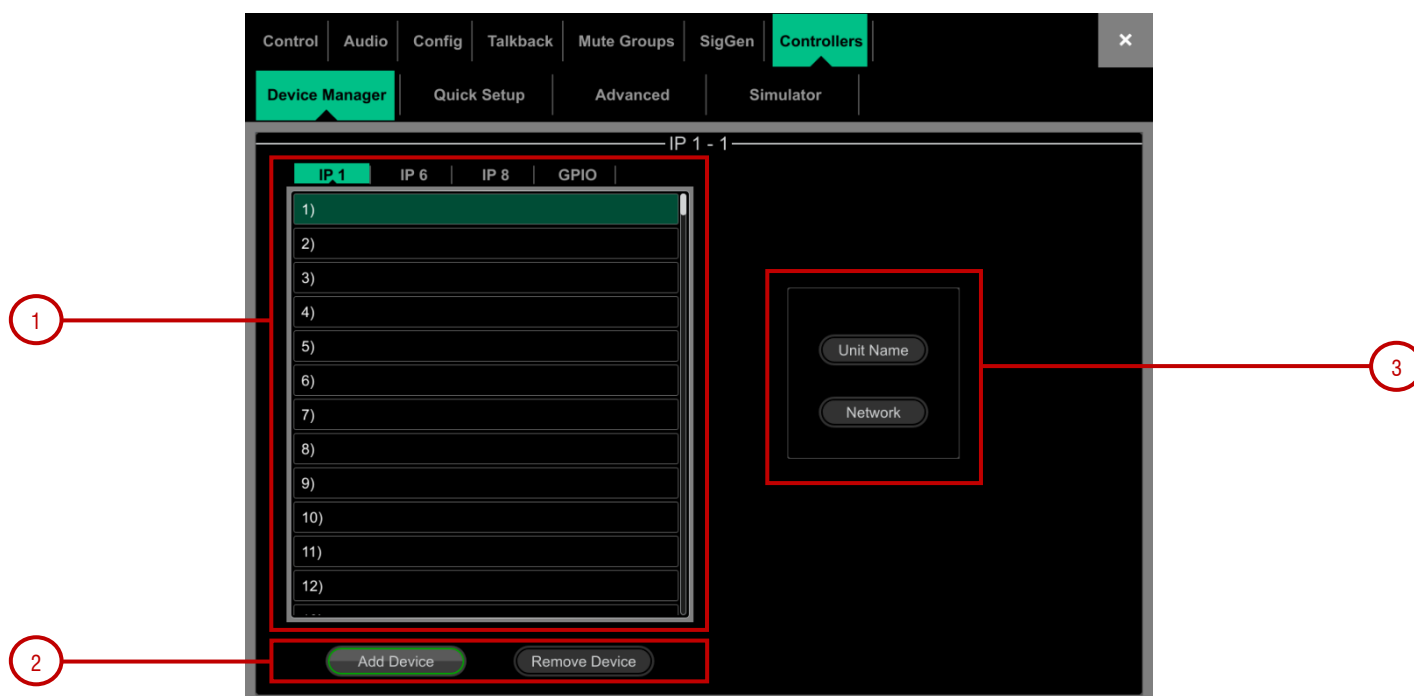 Control Audio Config Talkback Mute Groups SigGen Controllers ×
Device Manager Quick Setup Advanced Simulator
IP 1 - 1
IP 1 IP 6 IP 8 GPIO
1)
2)
3)
4)
5)
6)
7)
8)
9)
10)
11)
12)
Unit Name
Network
Add Device Remove Device
1
2
3